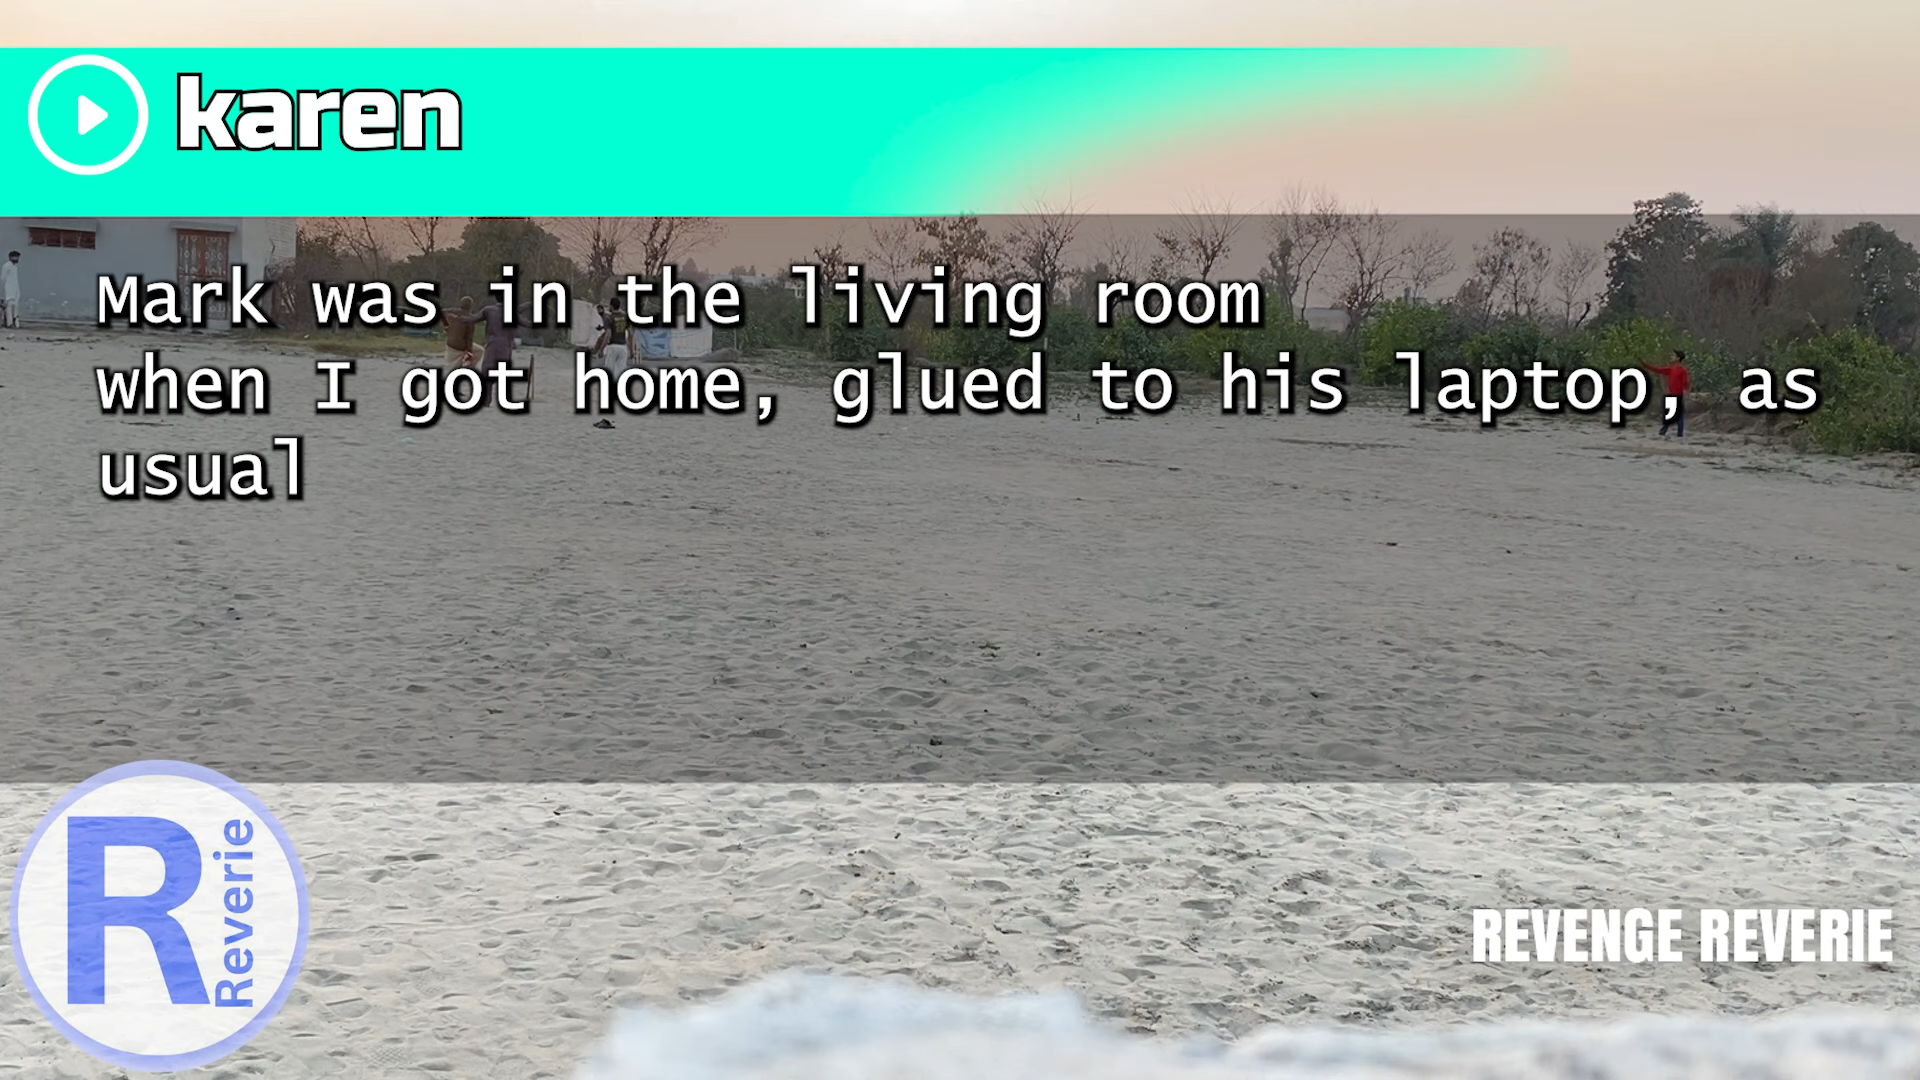 karen
Mark was in the living room
when I got home, glued to his laptop, as
usual
R
Reverie
REVENGE REVERIE